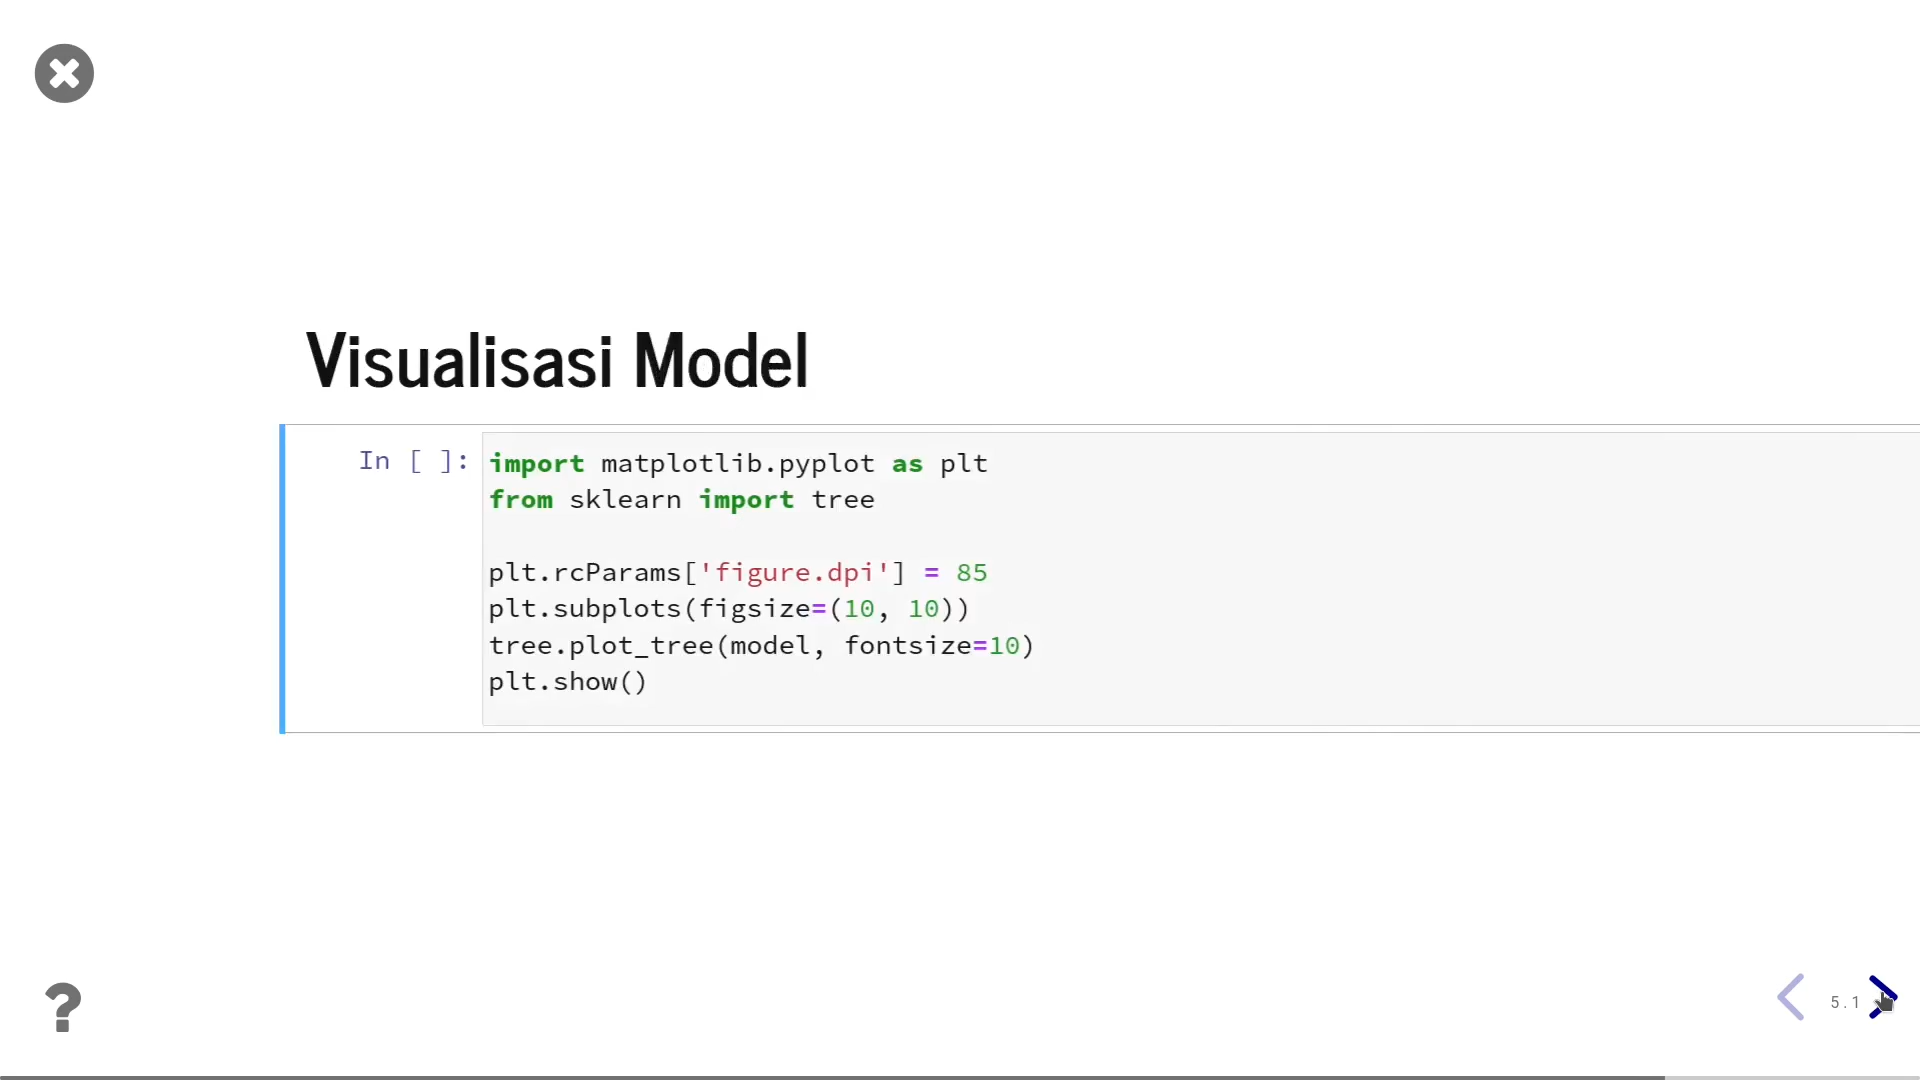 Visualisasi Model
In [ ]:
import matplotlib.pyplot as plt
from sklearn import tree

plt.rcParams['figure.dpi'] = 85
plt.subplots(figsize=(10, 10))
tree.plot_tree(model, fontsize=10)
plt.show()
?
5.1